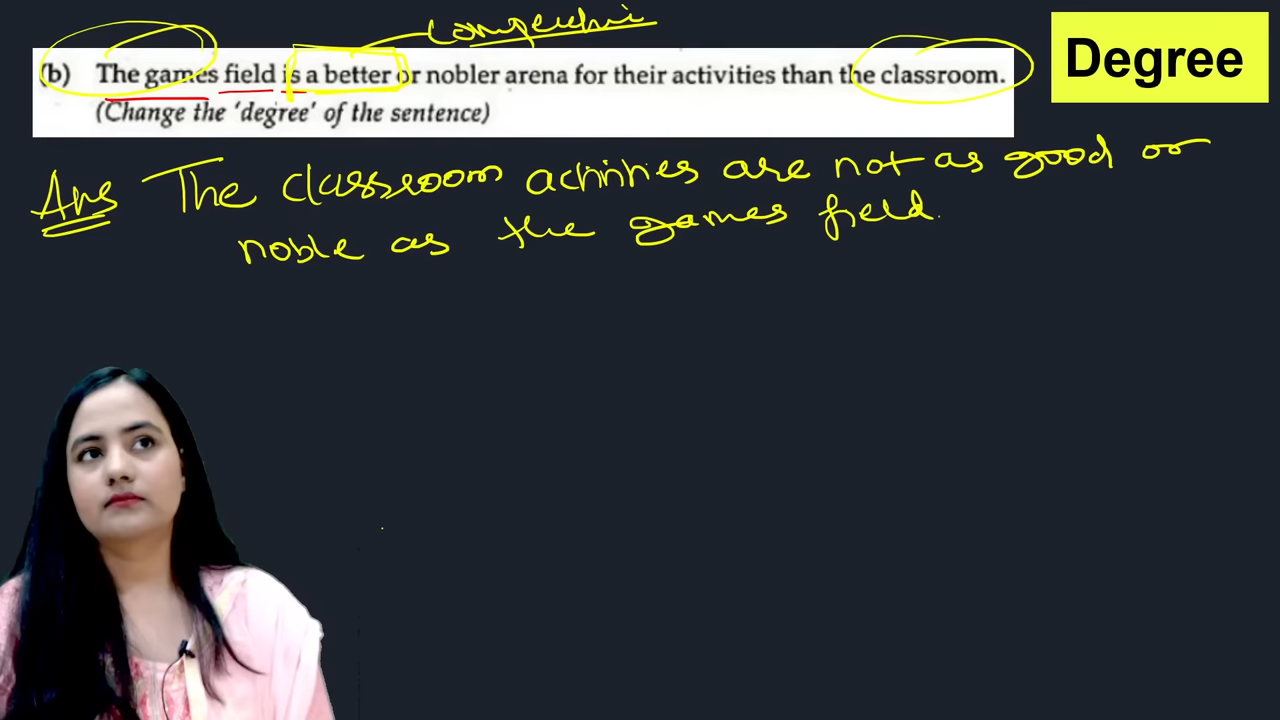 Comparative
(b) The games field is a better or nobler arena for their activities than the classroom.
(Change the 'degree' of the sentence)
Degree
Ans The classroom activities are not as good or
noble as the games field.